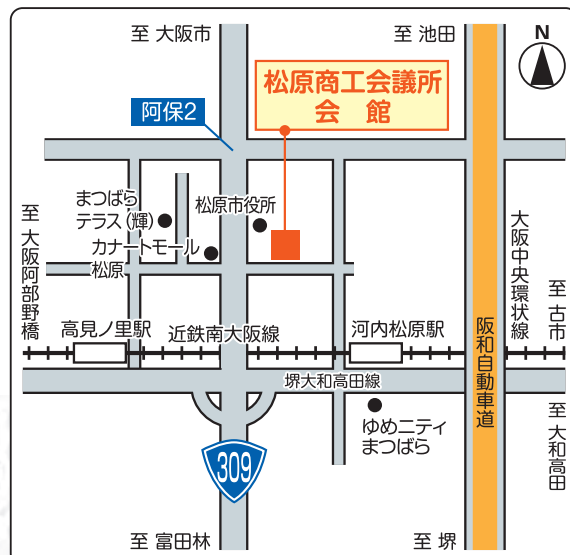 至 大阪市
至 池田
N
松原商工会議所
会 館
阿保2
まつばら
テラス(輝)
松原市役所
カナートモール
松原
至 大阪阿部野橋
大阪中央環状線
至 古市
高見ノ里駅
近鉄南大阪線
河内松原駅
阪和自動車道
堺大和高田線
ゆめニティ
まつばら
至 大和高田
309
至 富田林
至 堺